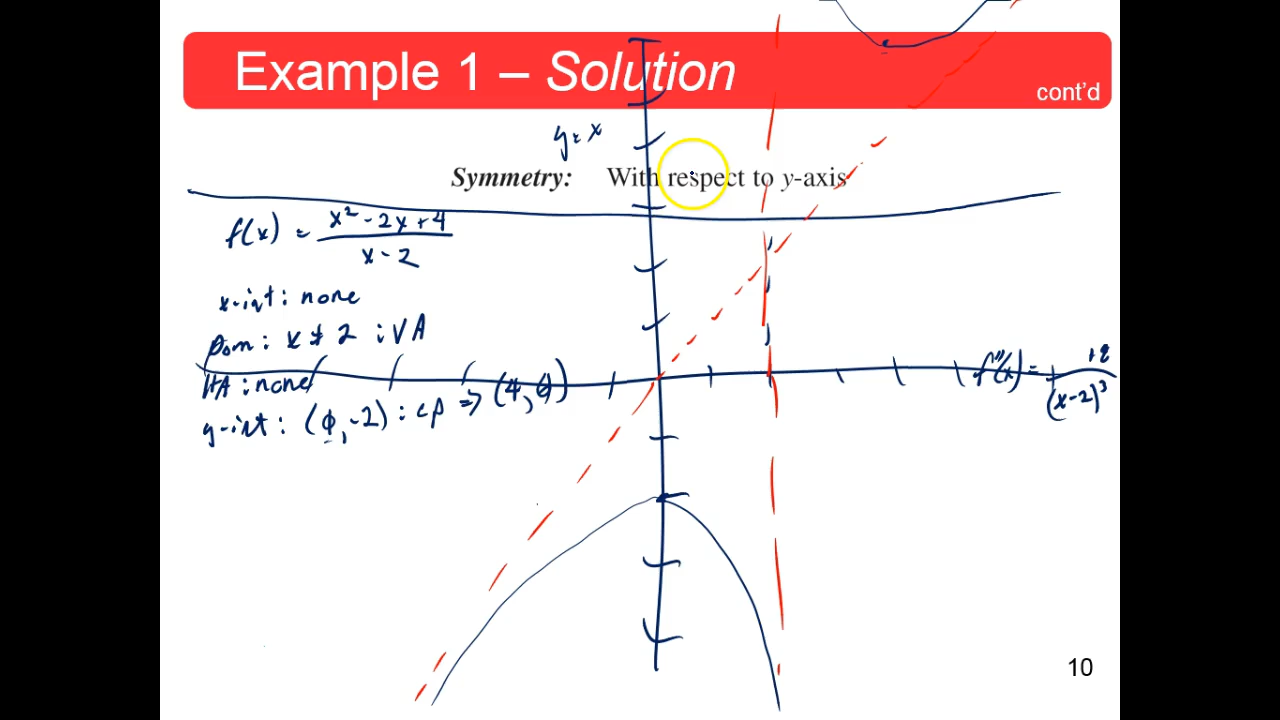 Example 1 – Solution
cont'd
y = x
Symmetry: With respect to y-axis
f(x) = x² - 2x + 4
x - 2
x-int: none
Dom: x ≠ 2 : VA
HA: none
y-int: (0, -2) : cp ⇒ (4, 6)
f''(x) = +8
(x-2)³
10